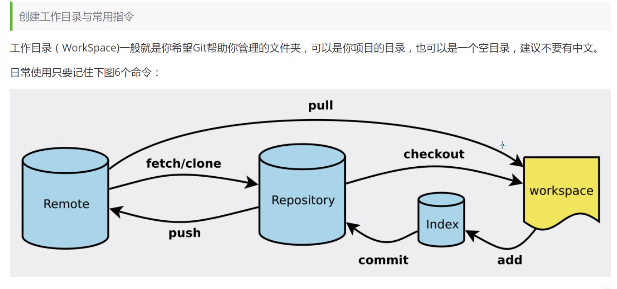 创建工作目录与常用指令
工作目录（WorkSpace)一般就是你希望Git帮助你管理的文件夹，可以是你项目的目录，也可以是一个空目录，建议不要有中文。
日常使用只要记住下图6个命令：
pull
fetch/clone
checkout
Remote
Repository
workspace
Index
push
commit
add